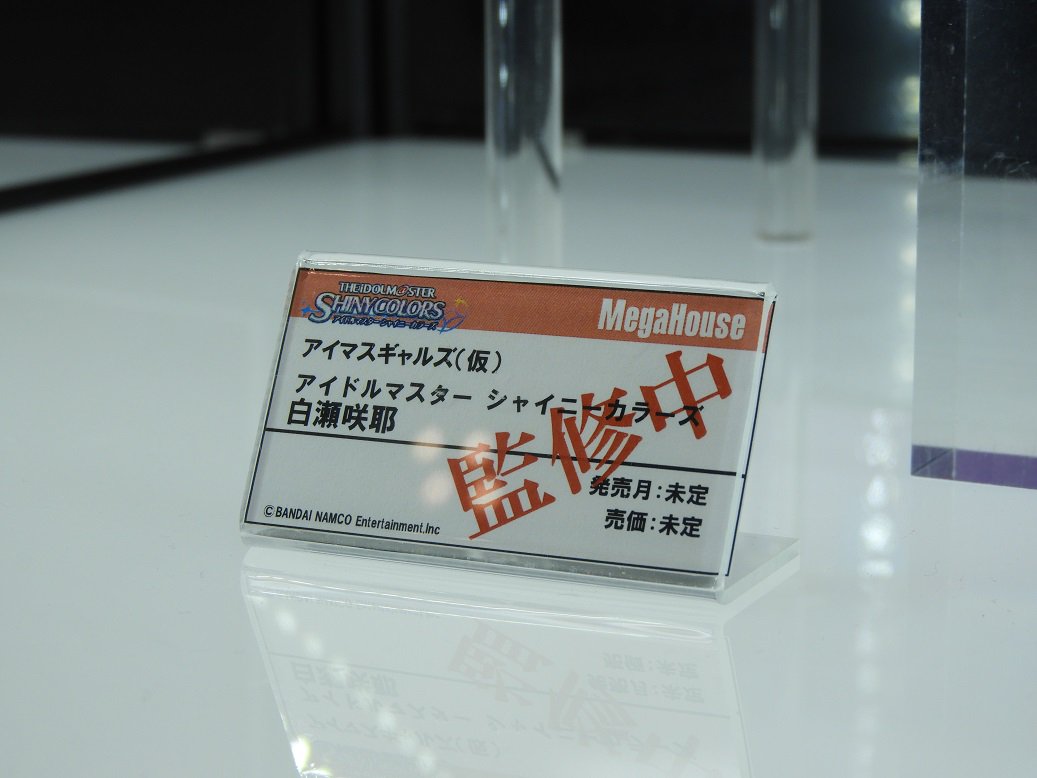 THE iDOLM@STER
SHINYCOLORS
アイドルマスターシャイニーカラーズ
MegaHouse
アイマスギャルズ(仮)
アイドルマスター シャイニーカラーズ
白瀬咲耶
監修中
発売月:未定
売価:未定
©BANDAI NAMCO Entertainment.Inc